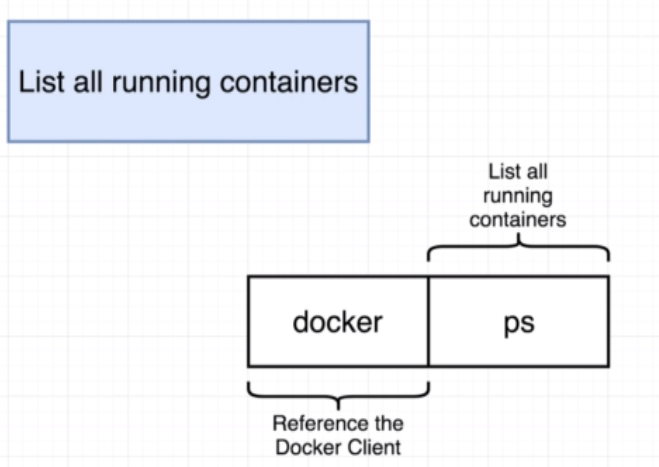 List all running containers
List all
running
containers
docker ps
Reference the
Docker Client